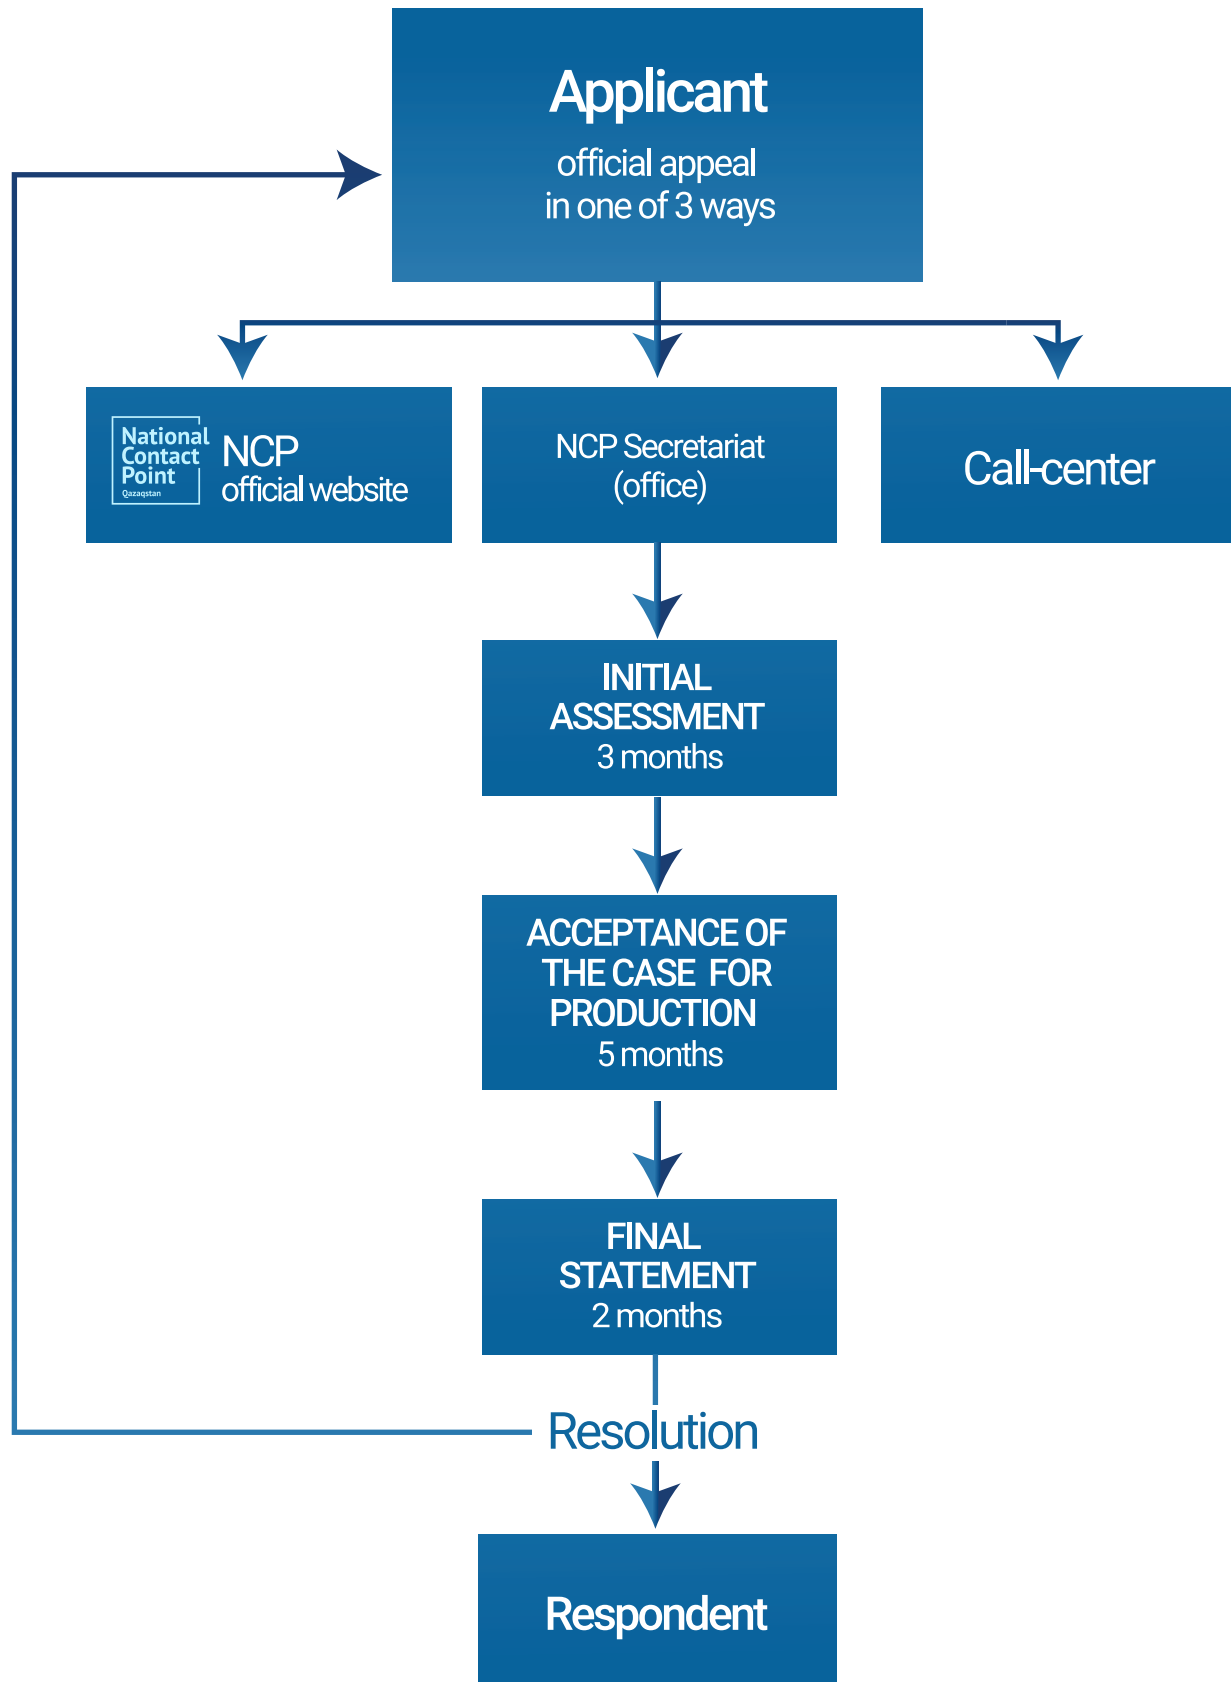 Applicant
official appeal
in one of 3 ways
National
Contact
Point
Qazaqstan
NCP
official website
NCP Secretariat
(office)
Call-center
INITIAL
ASSESSMENT
3 months
ACCEPTANCE OF
THE CASE FOR
PRODUCTION
5 months
FINAL
STATEMENT
2 months
Resolution
Respondent